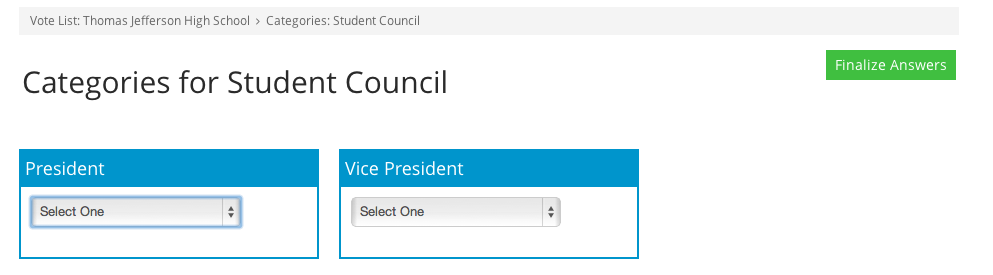 Vote List: Thomas Jefferson High School › Categories: Student Council
Finalize Answers
Categories for Student Council
President
Vice President
Select One
Select One